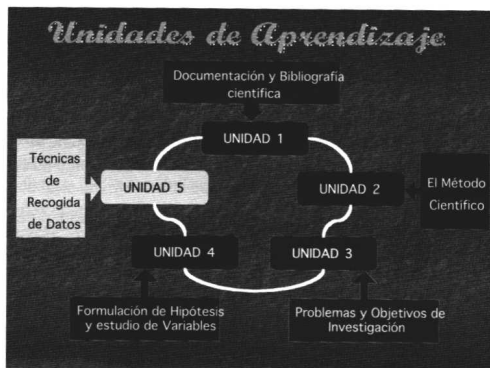 Unidades de Aprendizaje
Documentación y Bibliografía
científica
UNIDAD 1
Técnicas
de
Recogida
de Datos
UNIDAD 5
UNIDAD 2
El Método
Científico
UNIDAD 4
UNIDAD 3
Formulación de Hipótesis
y estudio de Variables
Problemas y Objetivos de
Investigación